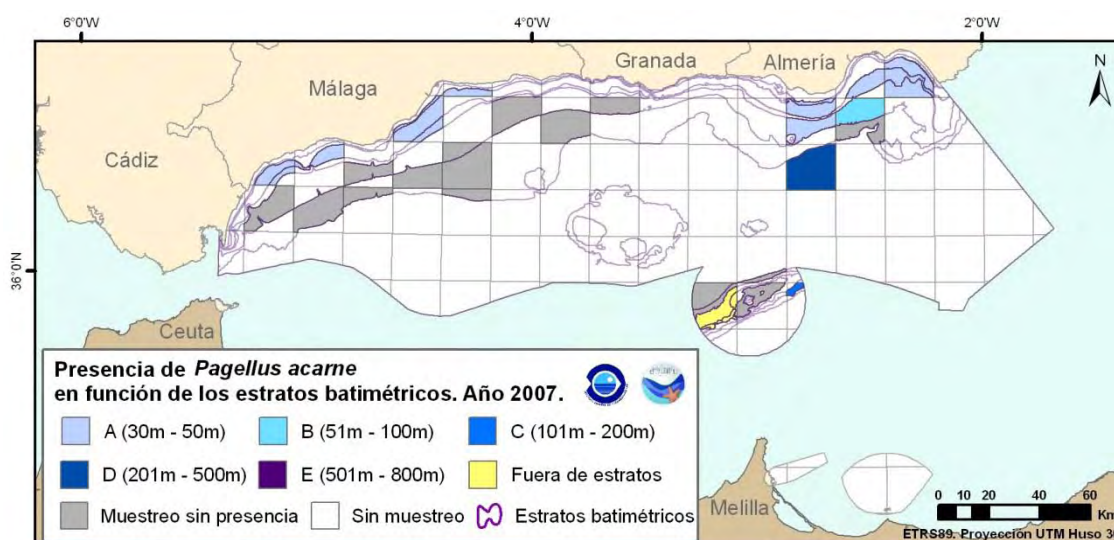 6°0'W 4°0'W 2°0'W
N
Granada Almería
Málaga
Cádiz
36°0'N
Ceuta
Presencia de Pagellus acarne
en función de los estratos batimétricos. Año 2007.
A (30m - 50m) B (51m - 100m) C (101m - 200m)
D (201m - 500m) E (501m - 800m) Fuera de estratos
Muestreo sin presencia Sin muestreo Estratos batimétricos
Melilla
0 10 20 40 60
Km
ETRS89. Proyección UTM Huso 3